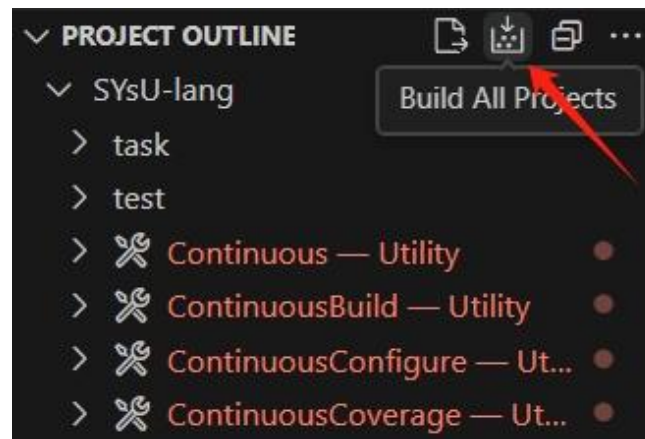 PROJECT OUTLINE
SYsU-lang
Build All Projects
task
test
Continuous — Utility
ContinuousBuild — Utility
ContinuousConfigure — Ut...
ContinuousCoverage — Ut...